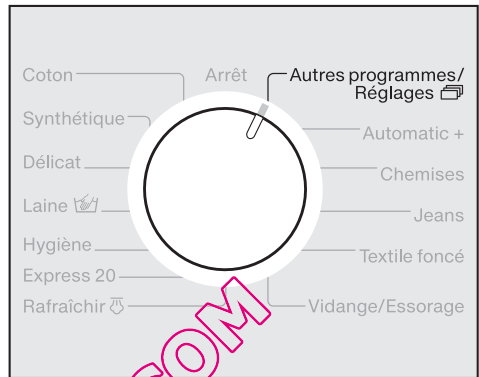 Arrêt
Autres programmes/
Réglages
Automatic +
Chemises
Jeans
Textile foncé
Vidange/Essorage
Coton
Synthétique
Délicat
Laine
Hygiène
Express 20
Rafraîchir
COM